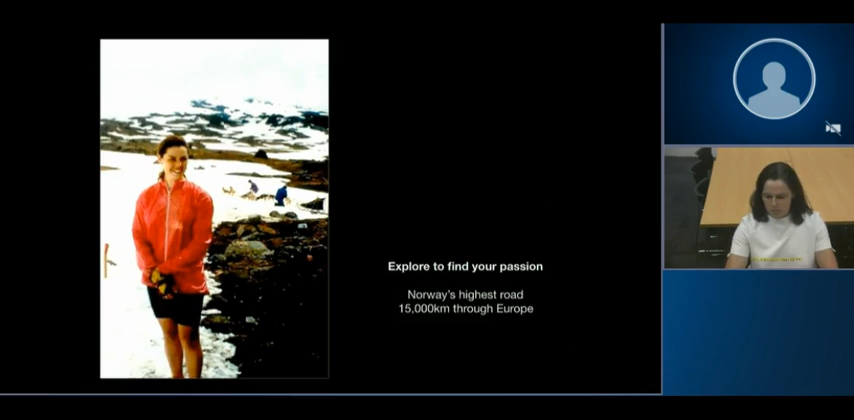 Explore to find your passion
Norway's highest road
15,000km through Europe